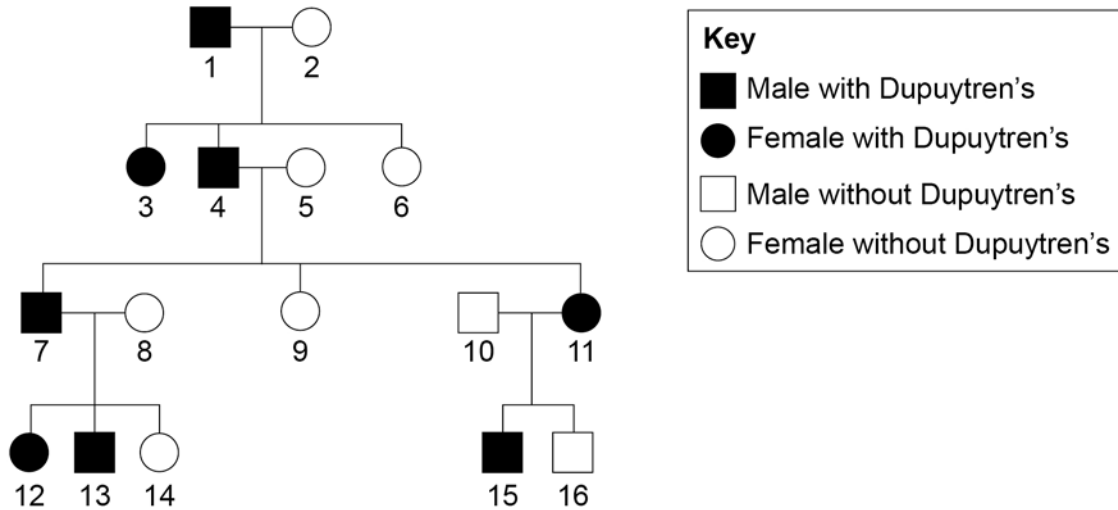 1 2
3 4 5 6
7 8 9 10 11
12 13 14 15 16
Key
Male with Dupuytren’s
Female with Dupuytren’s
Male without Dupuytren’s
Female without Dupuytren’s